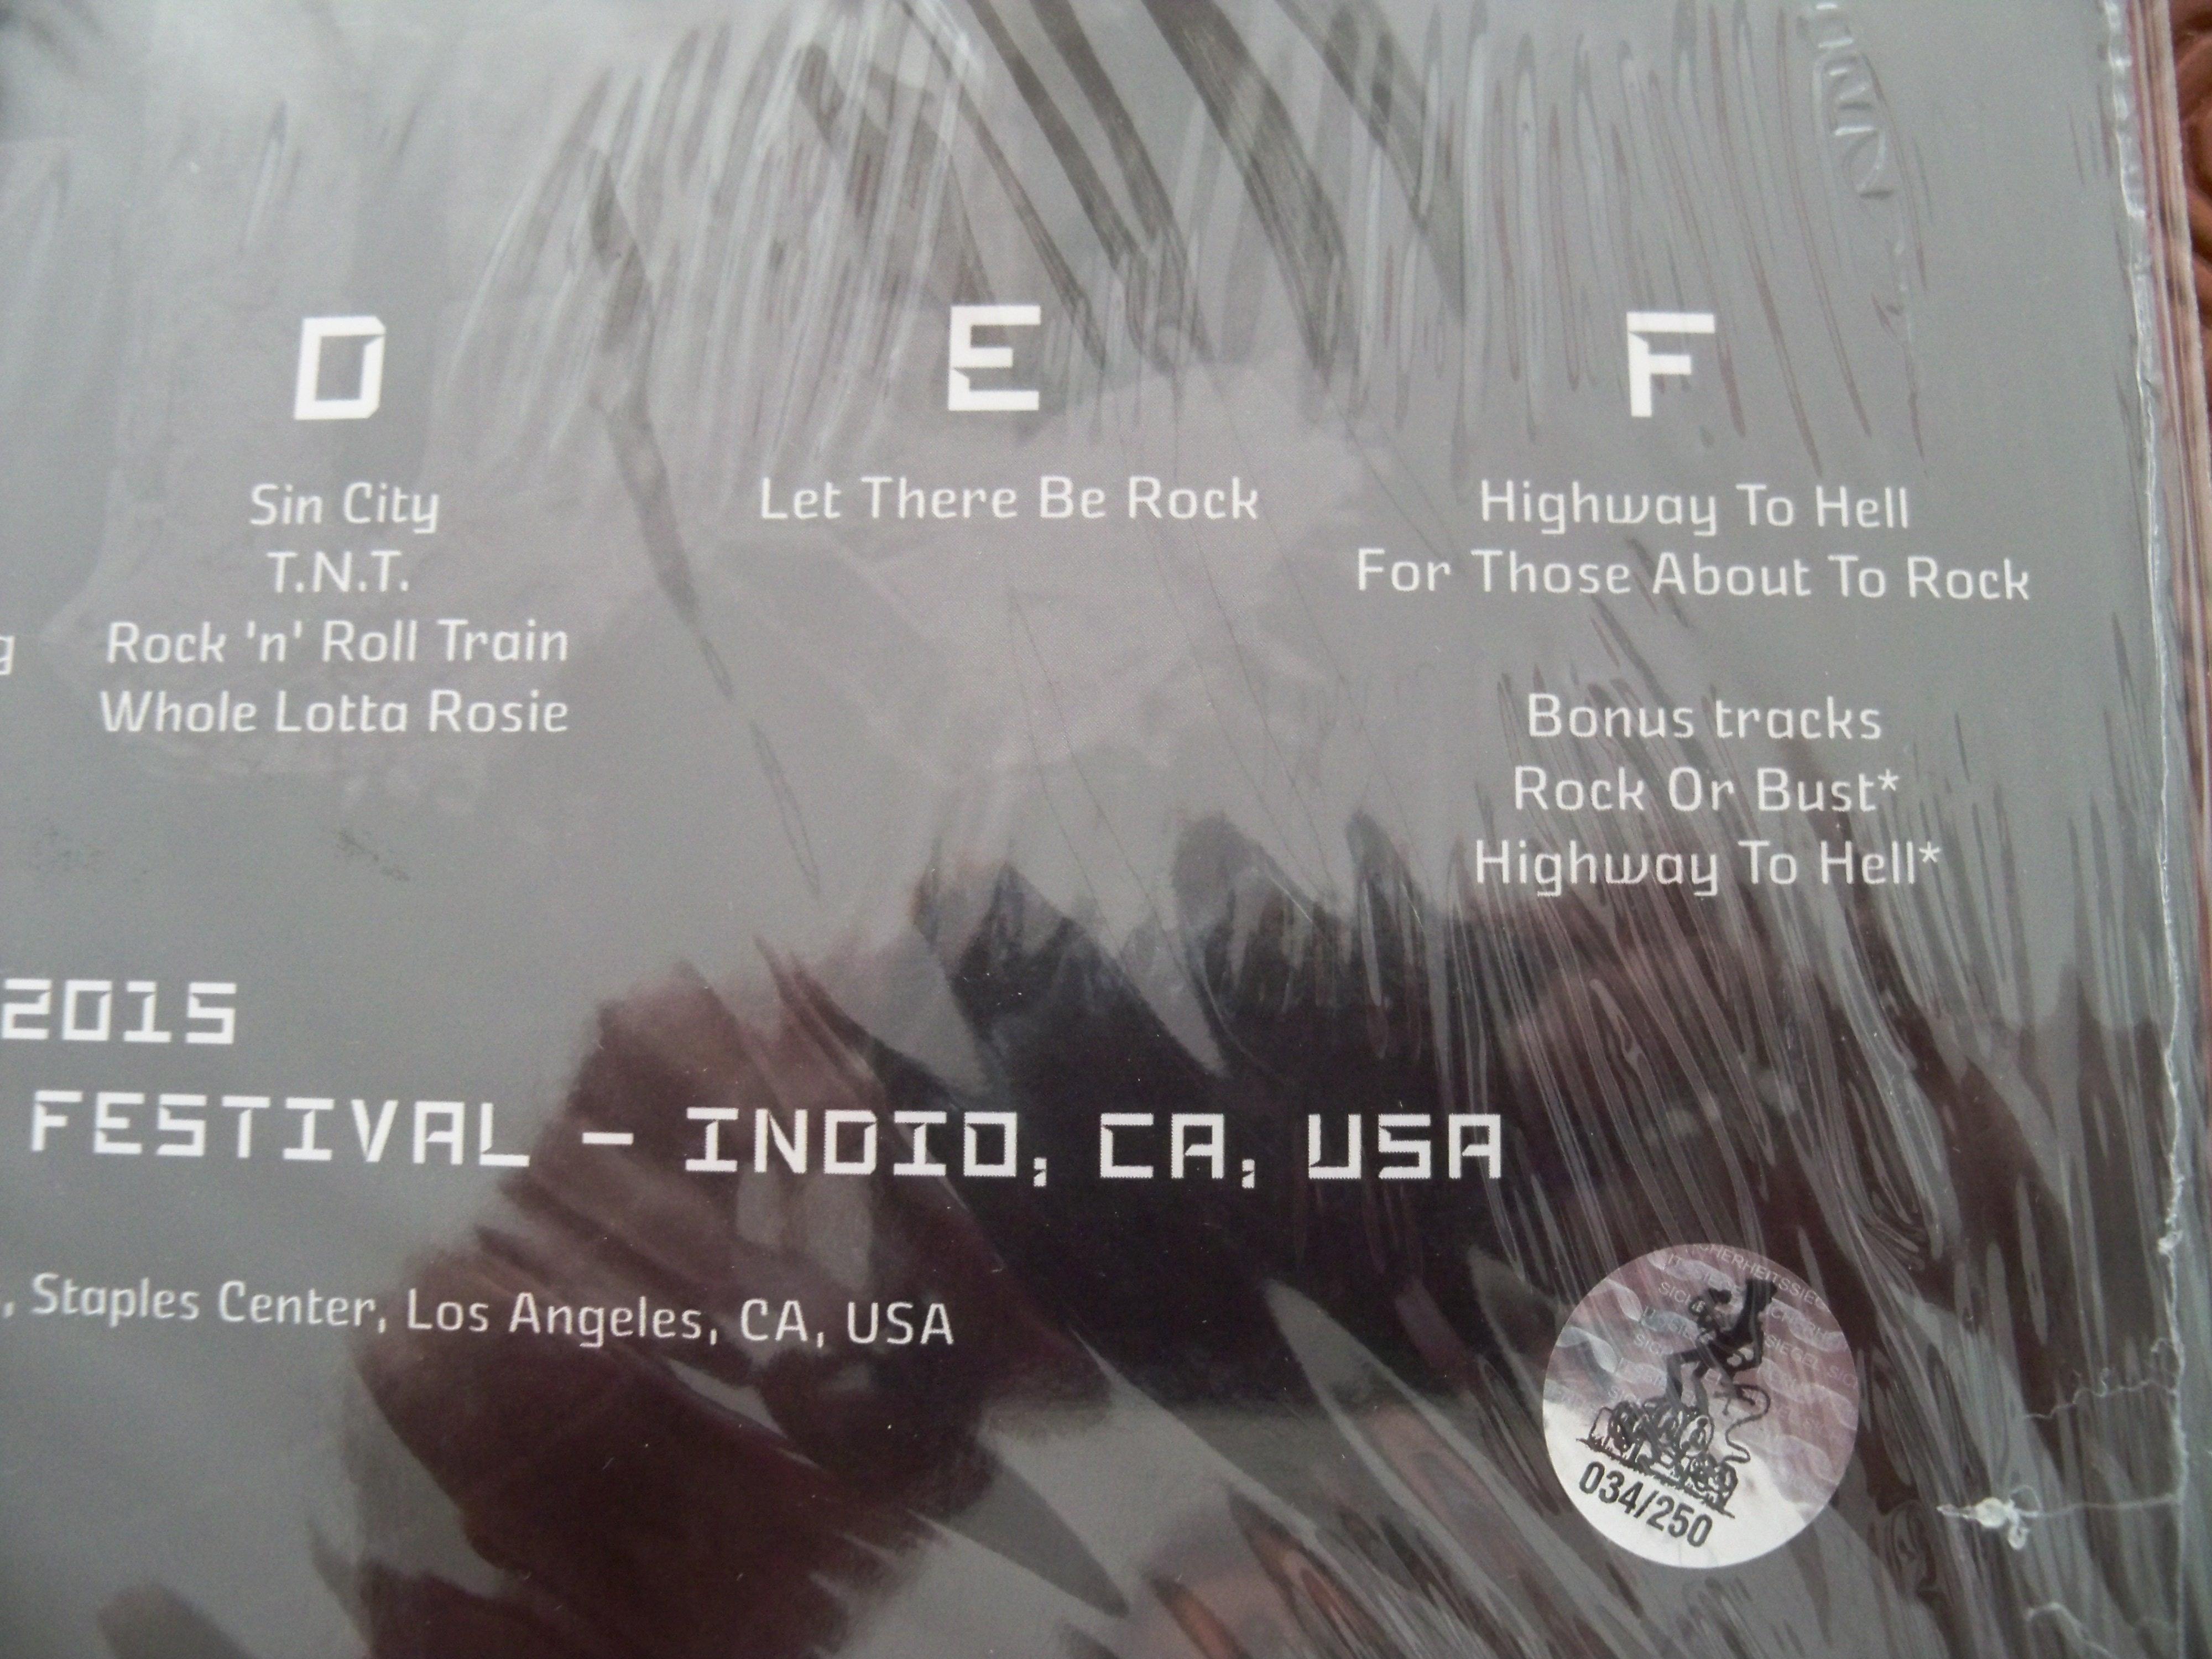 D
Sin City
T.N.T.
Rock 'n' Roll Train
Whole Lotta Rosie
E
Let There Be Rock
F
Highway To Hell
For Those About To Rock
Bonus tracks
Rock Or Bust*
Highway To Hell*
2015
FESTIVAL – INDIO, CA, USA
, Staples Center, Los Angeles, CA, USA
034/250